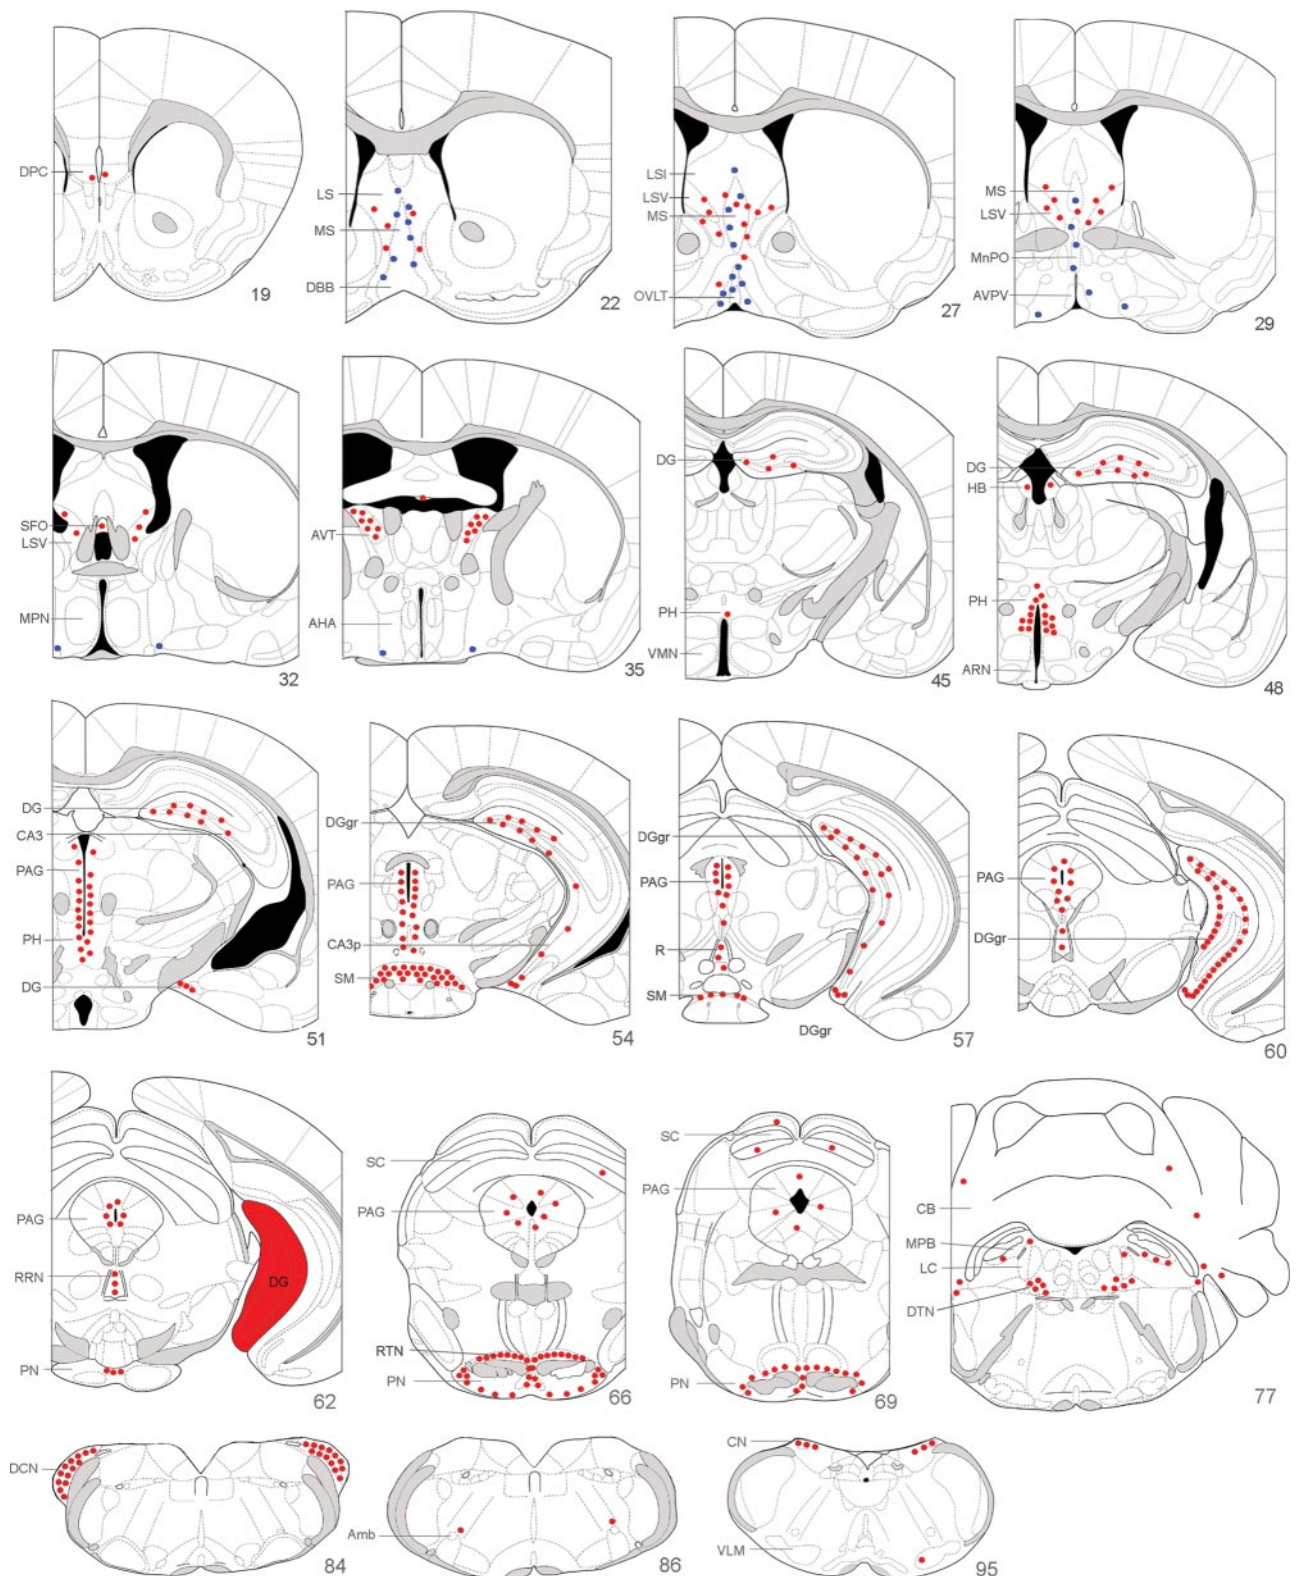 DPC
19
LS
MS
DBB
22
LSI
LSV
MS
OVLT
27
MS
LSV
MnPO
AVPV
29
SFO
LSV
MPN
32
AVT
AHA
35
DG
PH
VMN
45
DG
HB
PH
ARN
48
DG
CA3
PAG
PH
DG
51
DGgr
PAG
CA3p
SM
54
DGgr
PAG
R
SM
DGgr
57
PAG
DGgr
60
PAG
RRN
DG
PN
62
SC
PAG
RTN
PN
66
SC
PAG
PN
69
CB
MPB
LC
DTN
77
DCN
84
Amb
86
CN
VLM
95